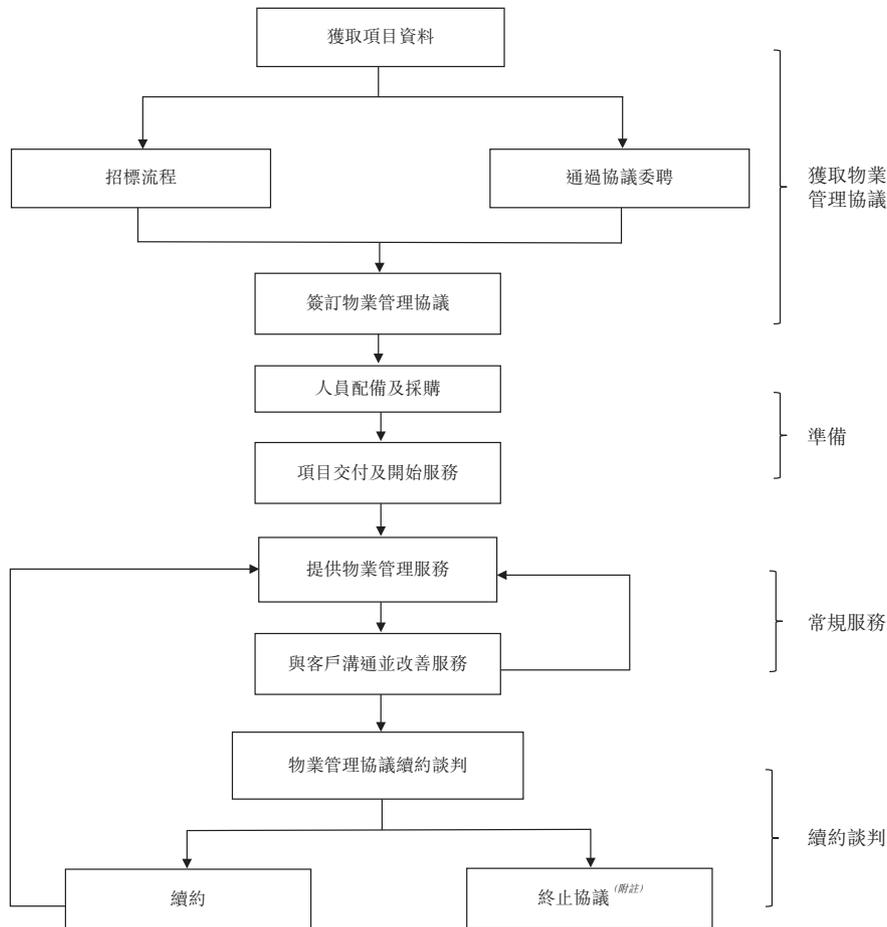 獲取項目資料
招標流程
通過協議委聘
獲取物業
管理協議
簽訂物業管理協議
人員配備及採購
準備
項目交付及開始服務
提供物業管理服務
常規服務
與客戶溝通並改善服務
物業管理協議續約談判
續約談判
續約
終止協議(附註)